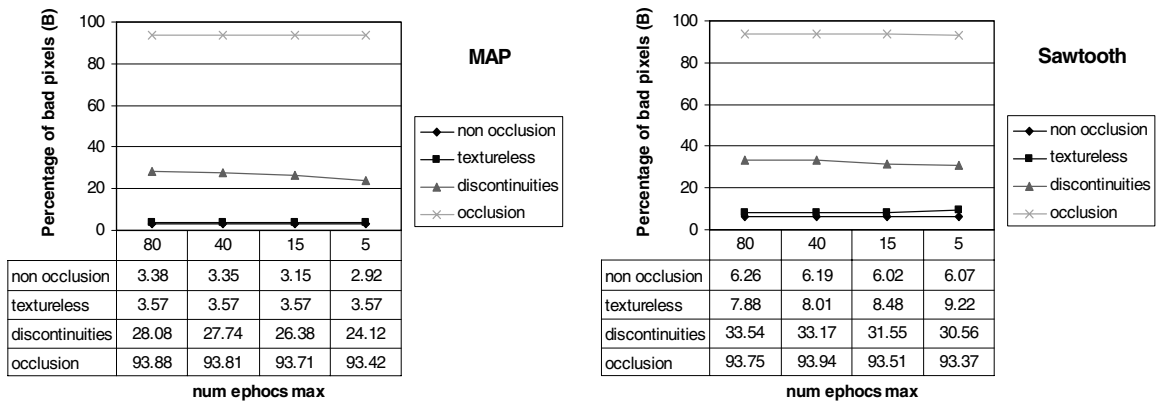 Percentage of bad pixels (B)
100
80
60
40
20
0
MAP
non occlusion
textureless
discontinuities
occlusion
80 40 15 5
non occlusion 3.38 3.35 3.15 2.92
textureless 3.57 3.57 3.57 3.57
discontinuities 28.08 27.74 26.38 24.12
occlusion 93.88 93.81 93.71 93.42
num ephocs max
Percentage of bad pixels (B)
100
80
60
40
20
0
Sawtooth
non occlusion
textureless
discontinuities
occlusion
80 40 15 5
non occlusion 6.26 6.19 6.02 6.07
textureless 7.88 8.01 8.48 9.22
discontinuities 33.54 33.17 31.55 30.56
occlusion 93.75 93.94 93.51 93.37
num ephocs max